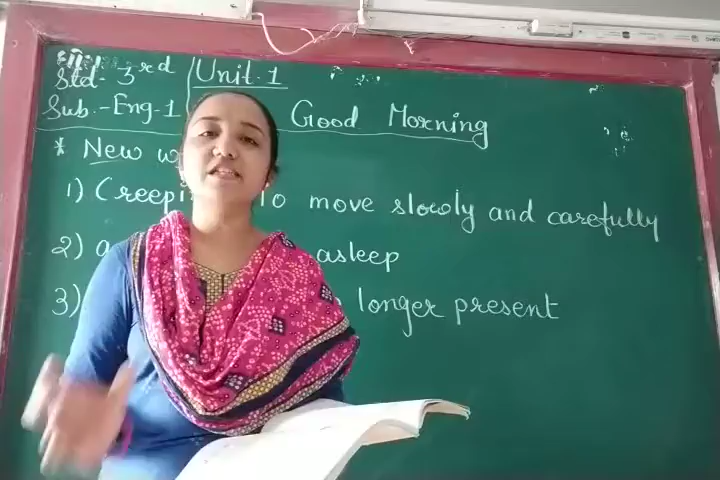 Std- 3rd
Sub.-Eng-1
Unit-1
Good Morning
* New
1) Creepi To move slowly and carefully
2) a asleep
3) longer present